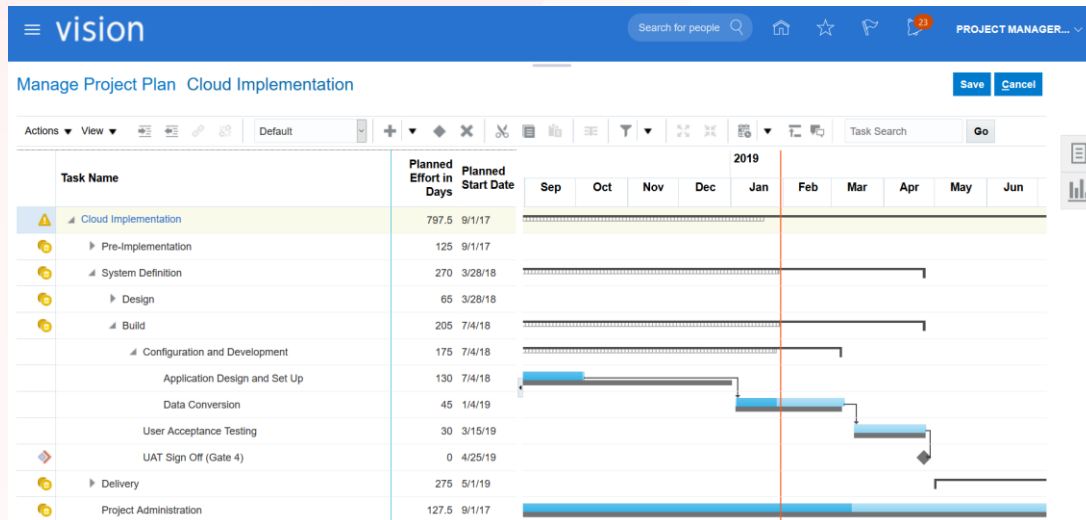 vision
Search for people
23
PROJECT MANAGER...
Manage Project Plan Cloud Implementation
Save Cancel
Actions View Default Task Search Go
Task Name Planned Effort in Days Planned Start Date
2019
Sep Oct Nov Dec Jan Feb Mar Apr May Jun
Cloud Implementation 797.5 9/1/17
Pre-Implementation 125 9/1/17
System Definition 270 3/28/18
Design 65 3/28/18
Build 205 7/4/18
Configuration and Development 175 7/4/18
Application Design and Set Up 130 7/4/18
Data Conversion 45 1/4/19
User Acceptance Testing 30 3/15/19
UAT Sign Off (Gate 4) 0 4/25/19
Delivery 275 5/1/19
Project Administration 127.5 9/1/17